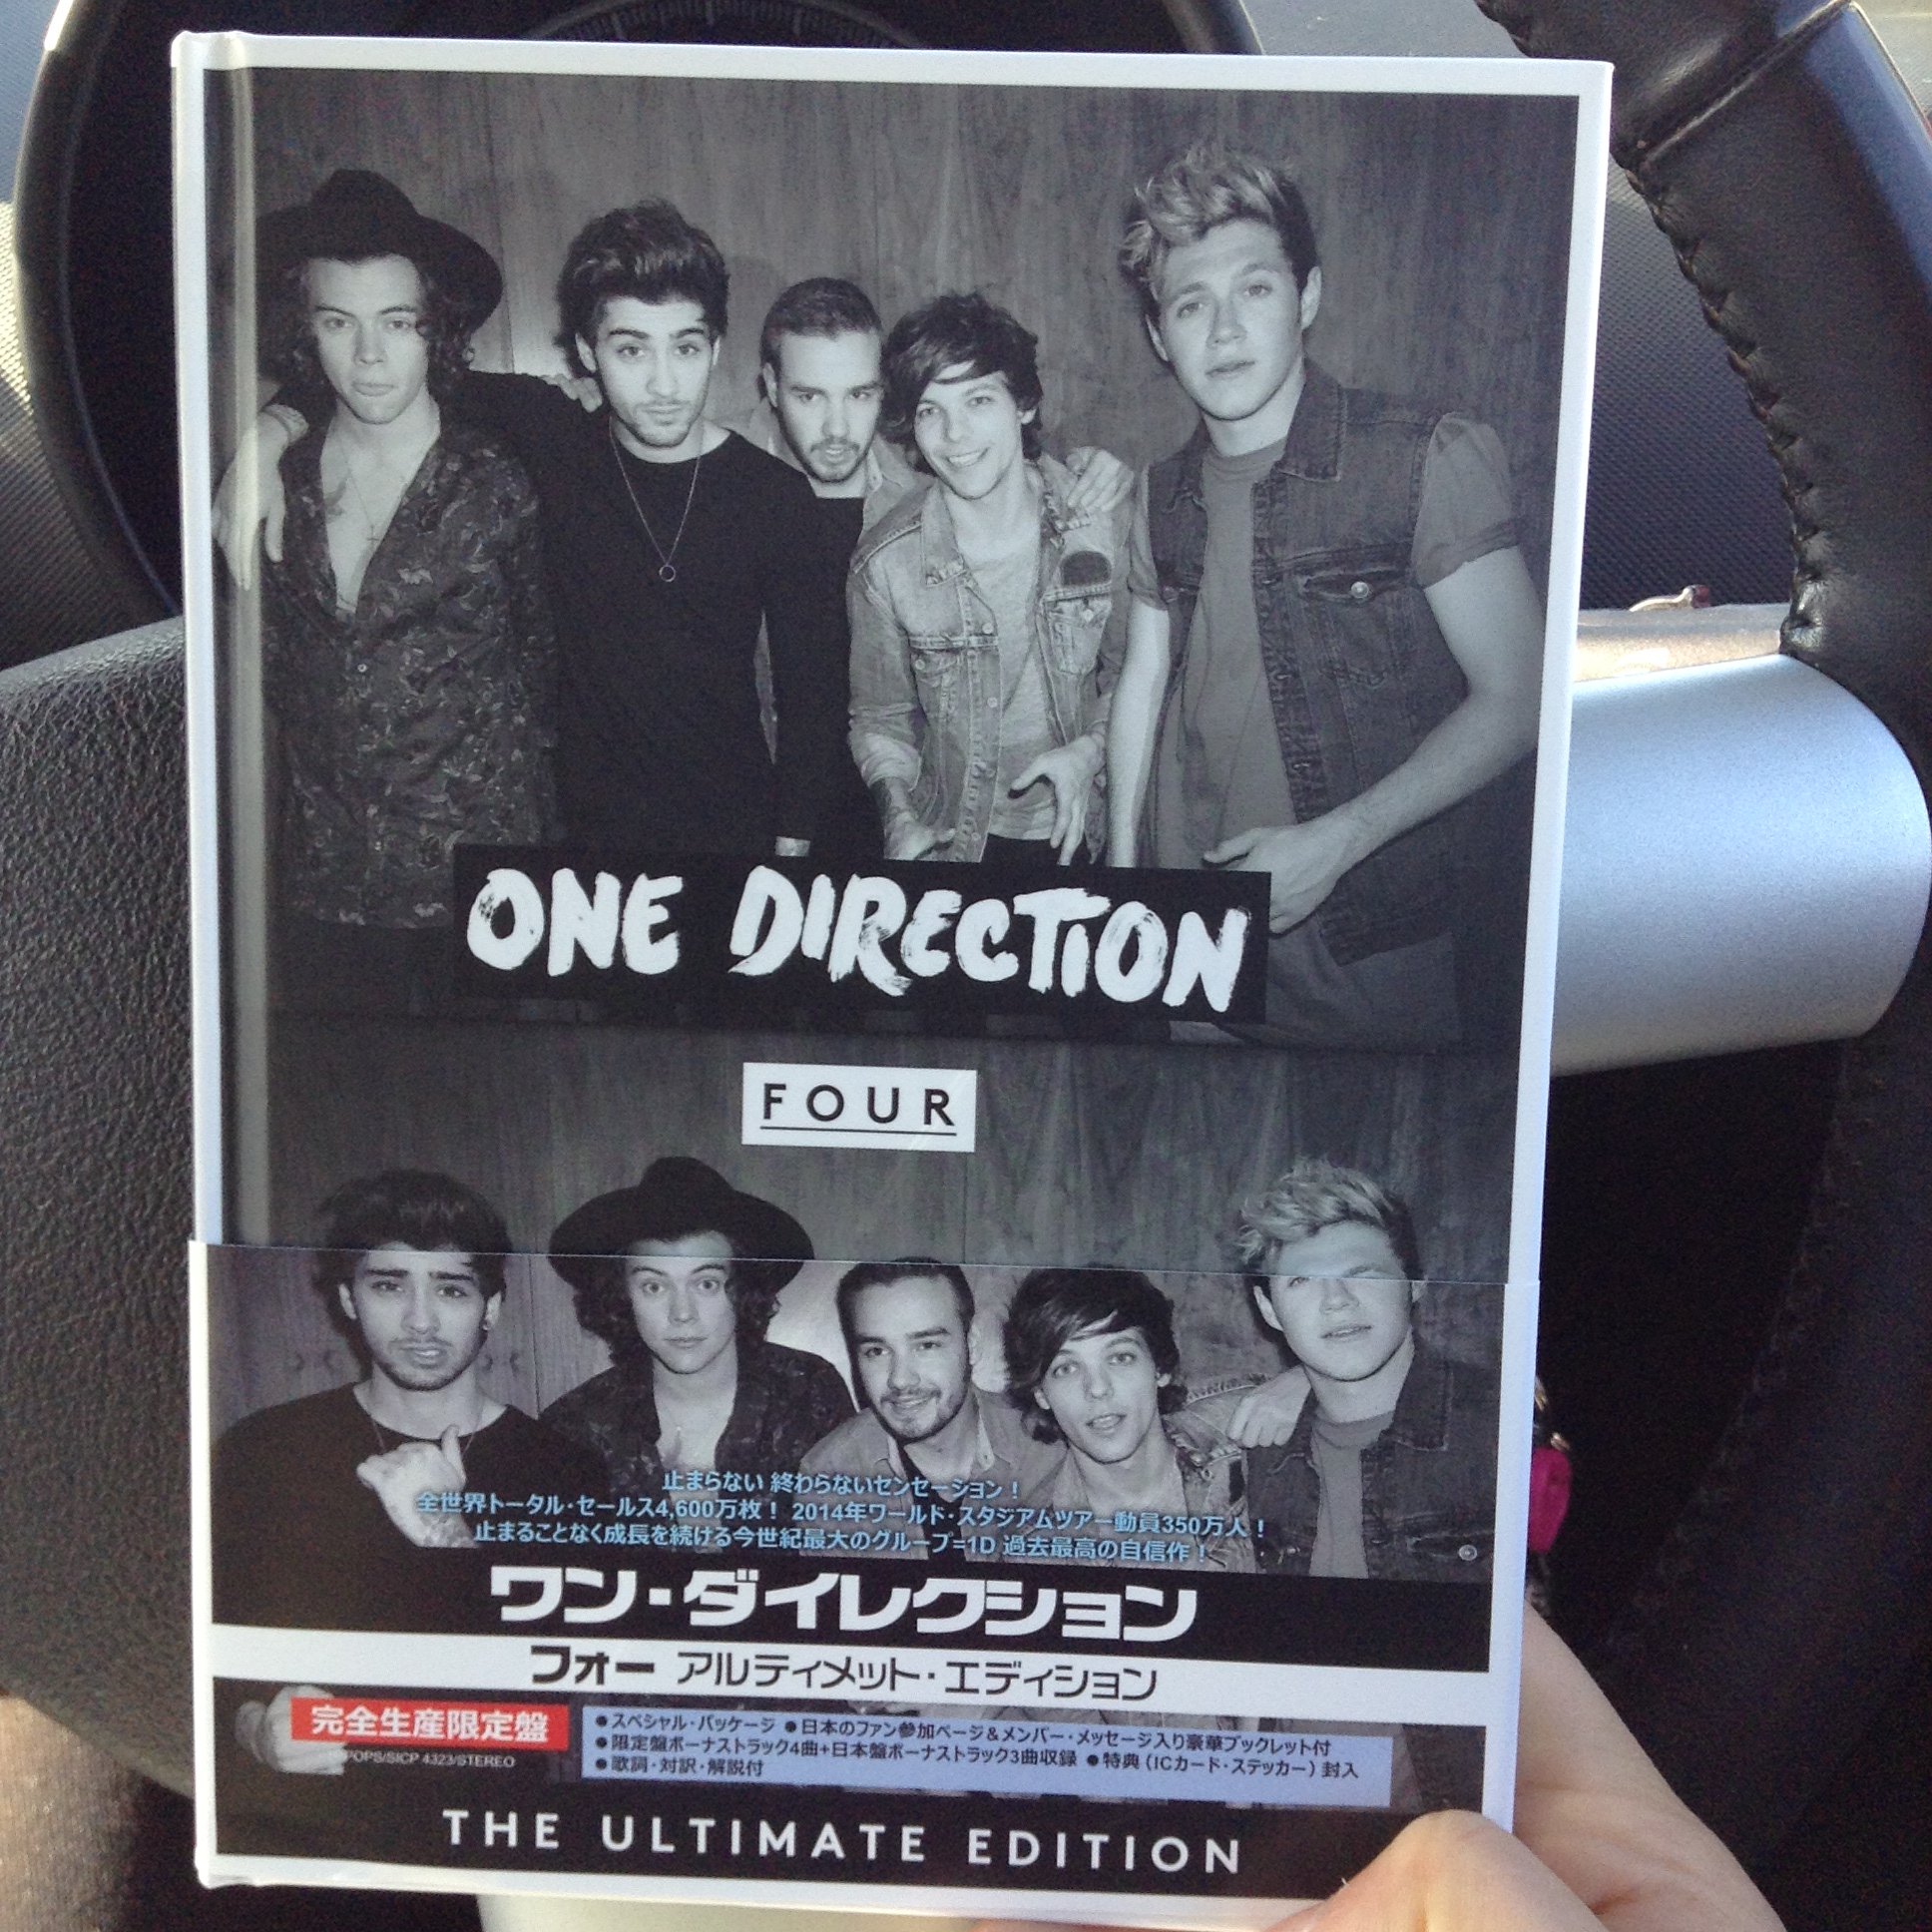 ONE DIRECTION
FOUR
止まらない 終わらないセンセーション！
全世界トータル・セールス4,600万枚！ 2014年ワールド・スタジアムツアー動員350万人！
止まることなく成長を続ける今世紀最大のグループ=1D 過去最高の自信作！
ワン・ダイレクション
フォー アルティメット・エディション
完全生産限定盤
POPS/SICP 4323/STEREO
●スペシャル・パッケージ ●日本のファン参加ページ＆メンバー・メッセージ入り豪華ブックレット付
●限定盤ボーナストラック4曲+日本盤ボーナストラック3曲収録 ●特典（ICカード・ステッカー）封入
●歌詞・対訳・解説付
THE ULTIMATE EDITION